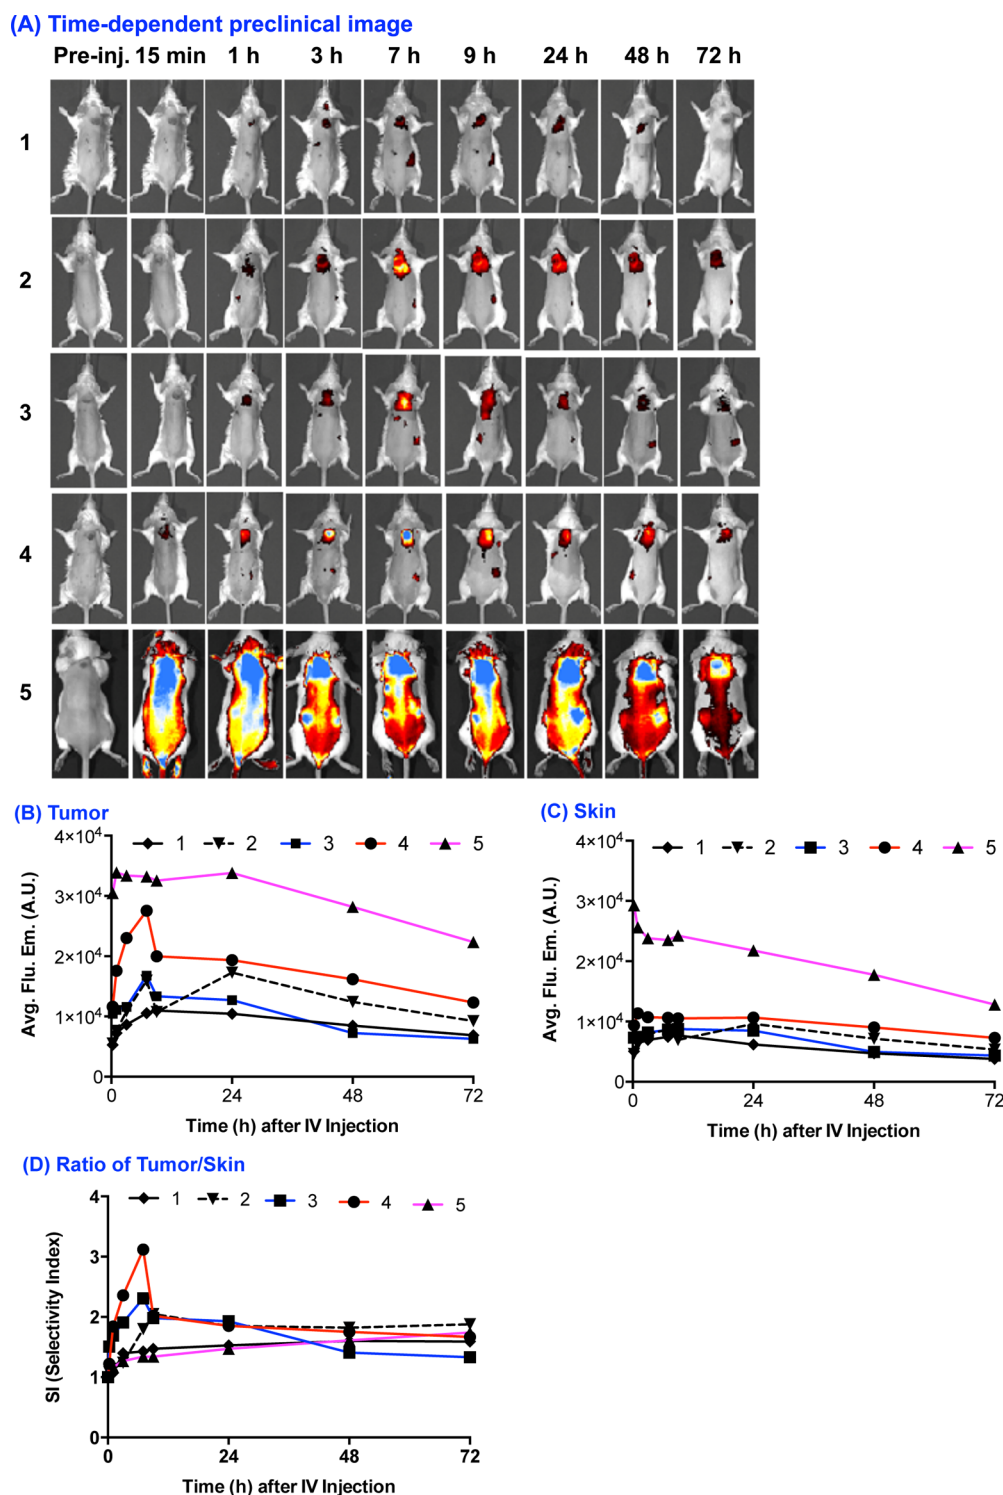 (A) Time-dependent preclinical image
Pre-inj. 15 min 1 h 3 h 7 h 9 h 24 h 48 h 72 h
1
2
3
4
5
(B) Tumor
4×10⁴
3×10⁴
2×10⁴
1×10⁴
0
Avg. Flu. Em. (A.U.)
1 2 3 4 5
0 24 48 72
Time (h) after IV Injection
(C) Skin
4×10⁴
3×10⁴
2×10⁴
1×10⁴
0
Avg. Flu. Em. (A.U.)
1 2 3 4 5
0 24 48 72
Time (h) after IV Injection
(D) Ratio of Tumor/Skin
4
3
2
1
0
SI (Selectivity Index)
1 2 3 4 5
0 24 48 72
Time (h) after IV Injection